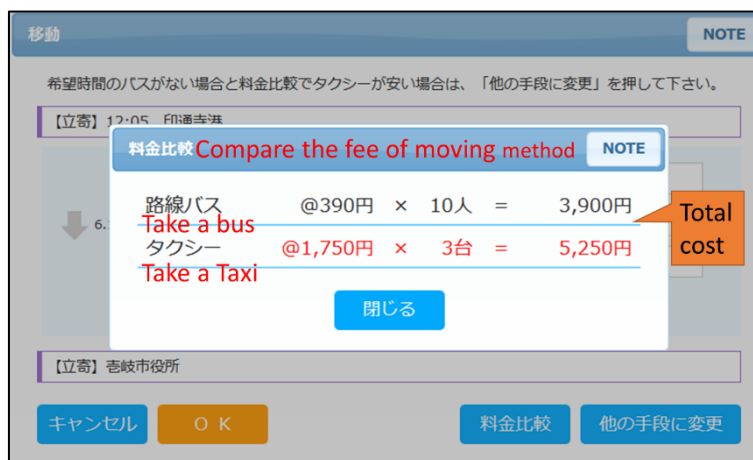 移動
NOTE
希望時間のバスがない場合と料金比較でタクシーが安い場合は、「他の手段に変更」を押して下さい。
【立寄】12:05 印通寺港
料金比較 Compare the fee of moving method
NOTE
路線バス @390円 × 10人 = 3,900円
Take a bus
タクシー @1,750円 × 3台 = 5,250円
Take a Taxi
Total
cost
6.
閉じる
【立寄】壱岐市役所
キャンセル
ＯＫ
料金比較
他の手段に変更